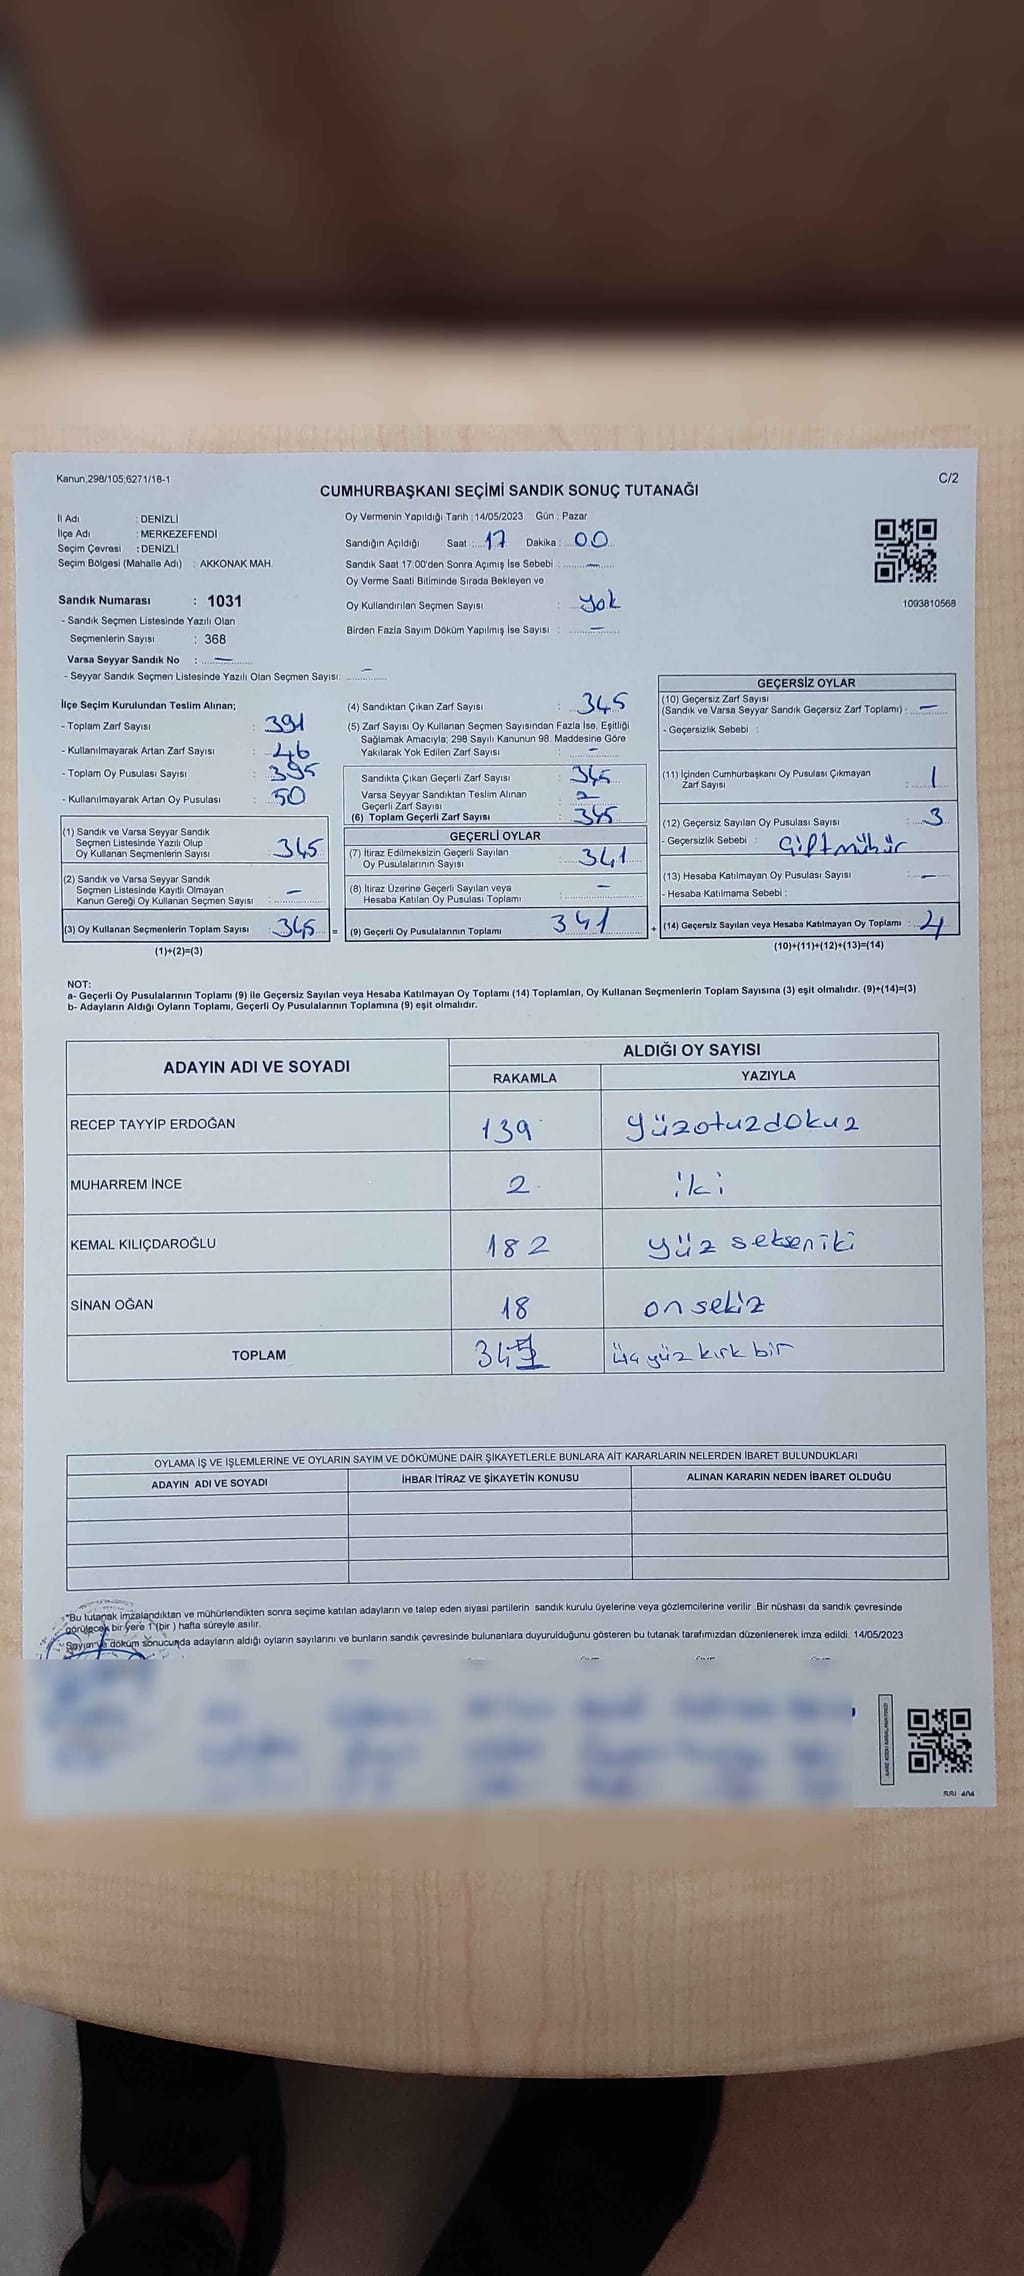 Kanun,298/105;6271/18-1
C/2
CUMHURBAŞKANI SEÇİMİ SANDIK SONUÇ TUTANAĞI
İl Adı : DENİZLİ
İlçe Adı : MERKEZEFENDİ
Seçim Çevresi : DENİZLİ
Seçim Bölgesi (Mahalle Adı) : AKKONAK MAH.
Sandık Numarası : 1031
- Sandık Seçmen Listesinde Yazılı Olan
Seçmenlerin Sayısı : 368
Varsa Seyyar Sandık No : —
- Seyyar Sandık Seçmen Listesinde Yazılı Olan Seçmen Sayısı: —
Oy Vermenin Yapıldığı Tarih : 14/05/2023 Gün : Pazar
Sandığın Açıldığı Saat : 17 Dakika : 00
Sandık Saat 17:00'den Sonra Açımış İse Sebebi : —
Oy Verme Saati Bitiminde Sırada Bekleyen ve
Oy Kullandırılan Seçmen Sayısı : yok
Birden Fazla Sayım Döküm Yapılmış İse Sayısı : —
1093810568
İlçe Seçim Kurulundan Teslim Alınan;
- Toplam Zarf Sayısı : 391
- Kullanılmayarak Artan Zarf Sayısı : 46
- Toplam Oy Pusulası Sayısı : 395
- Kullanılmayarak Artan Oy Pusulası : 50
(1) Sandık ve Varsa Seyyar Sandık
Seçmen Listesinde Yazılı Olup
Oy Kullanan Seçmenlerin Sayısı : 345
(2) Sandık ve Varsa Seyyar Sandık
Seçmen Listesinde Kayıtlı Olmayan
Kanun Gereği Oy Kullanan Seçmen Sayısı : —
(3) Oy Kullanan Seçmenlerin Toplam Sayısı : 345
(1)+(2)=(3)
(4) Sandıktan Çıkan Zarf Sayısı : 345
(5) Zarf Sayısı Oy Kullanan Seçmen Sayısından Fazla İse, Eşitliği
Sağlamak Amacıyla; 298 Sayılı Kanunun 98. Maddesine Göre
Yakılarak Yok Edilen Zarf Sayısı : —
Sandıkta Çıkan Geçerli Zarf Sayısı : 345
Varsa Seyyar Sandıktan Teslim Alınan
Geçerli Zarf Sayısı :
(6) Toplam Geçerli Zarf Sayısı : 345
GEÇERLİ OYLAR
(7) İtiraz Edilmeksizin Geçerli Sayılan
Oy Pusulalarının Sayısı : 341
(8) İtiraz Üzerine Geçerli Sayılan veya
Hesaba Katılan Oy Pusulası Toplamı : —
= (9) Geçerli Oy Pusulalarının Toplamı 341
GEÇERSİZ OYLAR
(10) Geçersiz Zarf Sayısı
(Sandık ve Varsa Seyyar Sandık Geçersiz Zarf Toplamı) : —
- Geçersizlik Sebebi :
(11) İçinden Cumhurbaşkanı Oy Pusulası Çıkmayan
Zarf Sayısı : 1
(12) Geçersiz Sayılan Oy Pusulası Sayısı : 3
- Geçersizlik Sebebi : Çift mühür
(13) Hesaba Katılmayan Oy Pusulası Sayısı : —
- Hesaba Katılmama Sebebi :
+ (14) Geçersiz Sayılan veya Hesaba Katılmayan Oy Toplamı : 4
(10)+(11)+(12)+(13)=(14)
NOT:
a- Geçerli Oy Pusulalarının Toplamı (9) ile Geçersiz Sayılan veya Hesaba Katılmayan Oy Toplamı (14) Toplamları, Oy Kullanan Seçmenlerin Toplam Sayısına (3) eşit olmalıdır. (9)+(14)=(3)
b- Adayların Aldığı Oyların Toplamı, Geçerli Oy Pusulalarının Toplamına (9) eşit olmalıdır.
ADAYIN ADI VE SOYADI ALDIĞI OY SAYISI
RAKAMLA YAZIYLA
RECEP TAYYİP ERDOĞAN 139 yüzotuzdokuz
MUHARREM İNCE 2 iki
KEMAL KILIÇDAROĞLU 182 yüz sekseniki
SİNAN OĞAN 18 on sekiz
TOPLAM 341 üçyüz kırk bir
OYLAMA İŞ VE İŞLEMLERİNE VE OYLARIN SAYIM VE DÖKÜMÜNE DAİR ŞİKAYETLERLE BUNLARA AİT KARARLARIN NELERDEN İBARET BULUNDUKLARI
ADAYIN ADI VE SOYADI İHBAR İTİRAZ VE ŞİKAYETİN KONUSU ALINAN KARARIN NEDEN İBARET OLDUĞU
"Bu tutanak imzalandıktan ve mühürlendikten sonra seçime katılan adayların ve talep eden siyasi partilerin sandık kurulu üyelerine veya gözlemcilerine verilir .Bir nüshası da sandık çevresinde
görülecek bir yere 1 (bir ) hafta süreyle asılır.
Sayım ve döküm sonucunda adayların aldığı oyların sayılarını ve bunların sandık çevresinde bulunanlara duyurulduğunu gösteren bu tutanak tarafımızdan düzenlenerek imza edildi. 14/05/2023